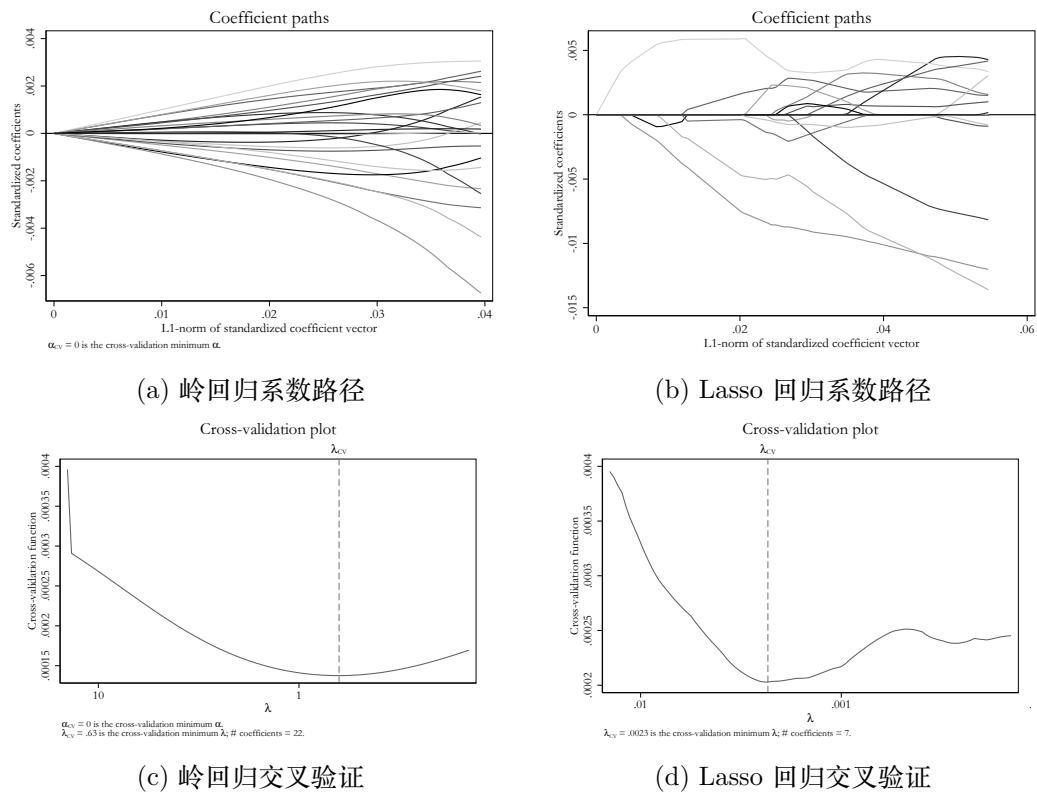 Coefficient paths
Standardized coefficients
.004
.002
0
-.002
-.004
-.006
0
.01
.02
.03
.04
L1-norm of standardized coefficient vector
αCV = 0 is the cross-validation minimum α.
(a) 岭回归系数路径
Coefficient paths
Standardized coefficients
.005
0
-.005
-.01
-.015
0
.02
.04
.06
L1-norm of standardized coefficient vector
(b) Lasso 回归系数路径
Cross-validation plot
λCV
Cross-validation function
.0004
.00035
.0003
.00025
.0002
.00015
10
1
λ
αCV = 0 is the cross-validation minimum α.
λCV = .63 is the cross-validation minimum λ; # coefficients = 22.
(c) 岭回归交叉验证
Cross-validation plot
λCV
Cross-validation function
.0004
.00035
.0003
.00025
.0002
.01
.001
λ
λCV = .0023 is the cross-validation minimum λ; # coefficients = 7.
(d) Lasso 回归交叉验证